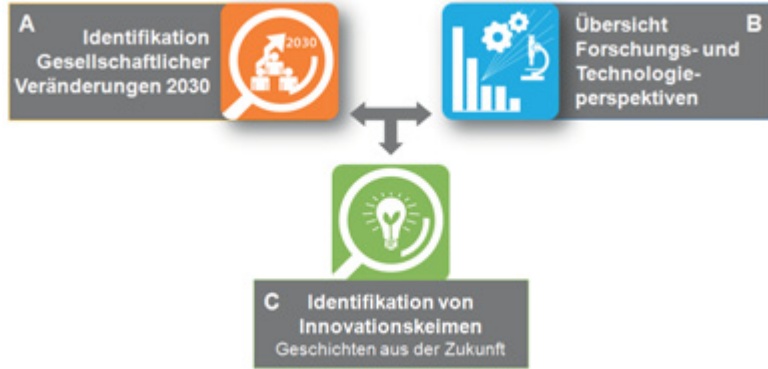 A
Identifikation
Gesellschaftlicher
Veränderungen 2030
2030
Übersicht
Forschungs- und
Technologie-
perspektiven
B
C
Identifikation von
Innovationskeimen
Geschichten aus der Zukunft